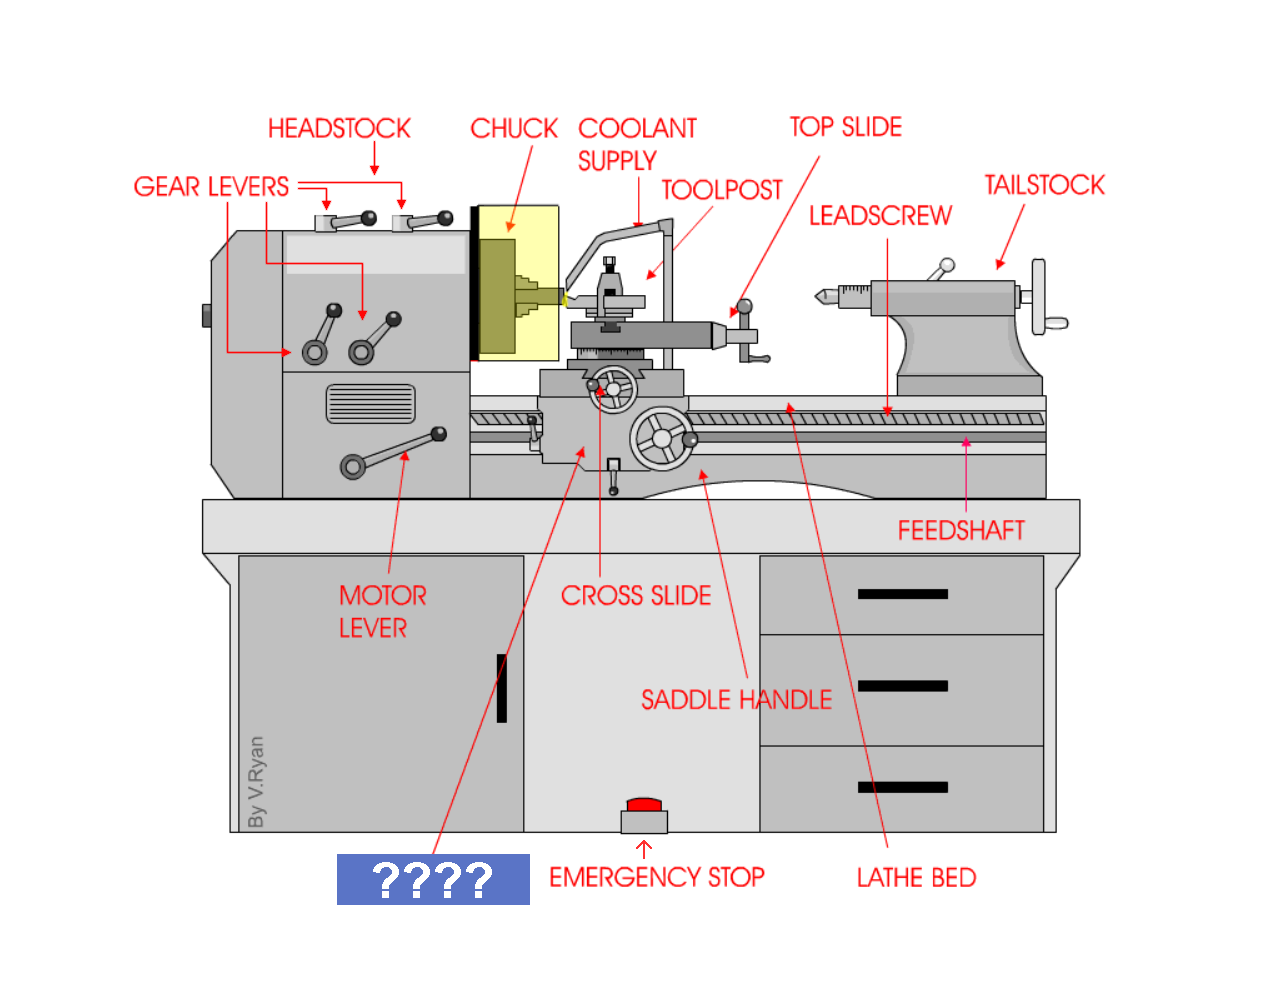 HEADSTOCK
CHUCK
COOLANT
SUPPLY
TOP SLIDE
GEAR LEVERS
TOOLPOST
TAILSTOCK
LEADSCREW
FEEDSHAFT
MOTOR
LEVER
CROSS SLIDE
SADDLE HANDLE
By V.Ryan
????
EMERGENCY STOP
LATHE BED